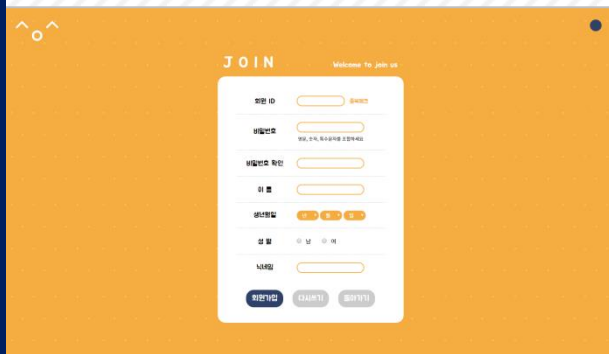 JOIN
Welcome to join us
회원 ID
중복확인
비밀번호
영문, 숫자, 특수문자를 조합하세요
비밀번호 확인
이 름
생년월일
년 월 일
성 별
남 여
닉네임
회원가입 다시쓰기 돌아가기